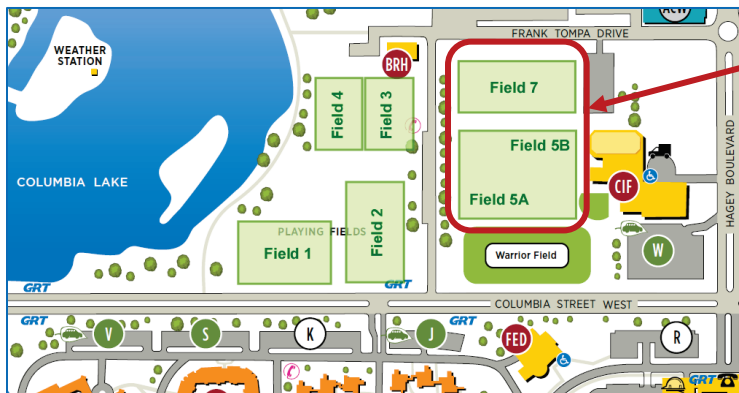 ACW
FRANK TOMPA DRIVE
WEATHER
STATION
BRH
Field 7
Field 4
Field 3
Field 5B
HAGEY BOULEVARD
COLUMBIA LAKE
CIF
Field 5A
Field 2
PLAYING FIELDS
Field 1
W
Warrior Field
GRT
GRT
COLUMBIA STREET WEST
GRT
GRT
V
S
K
J
FED
R
GRT